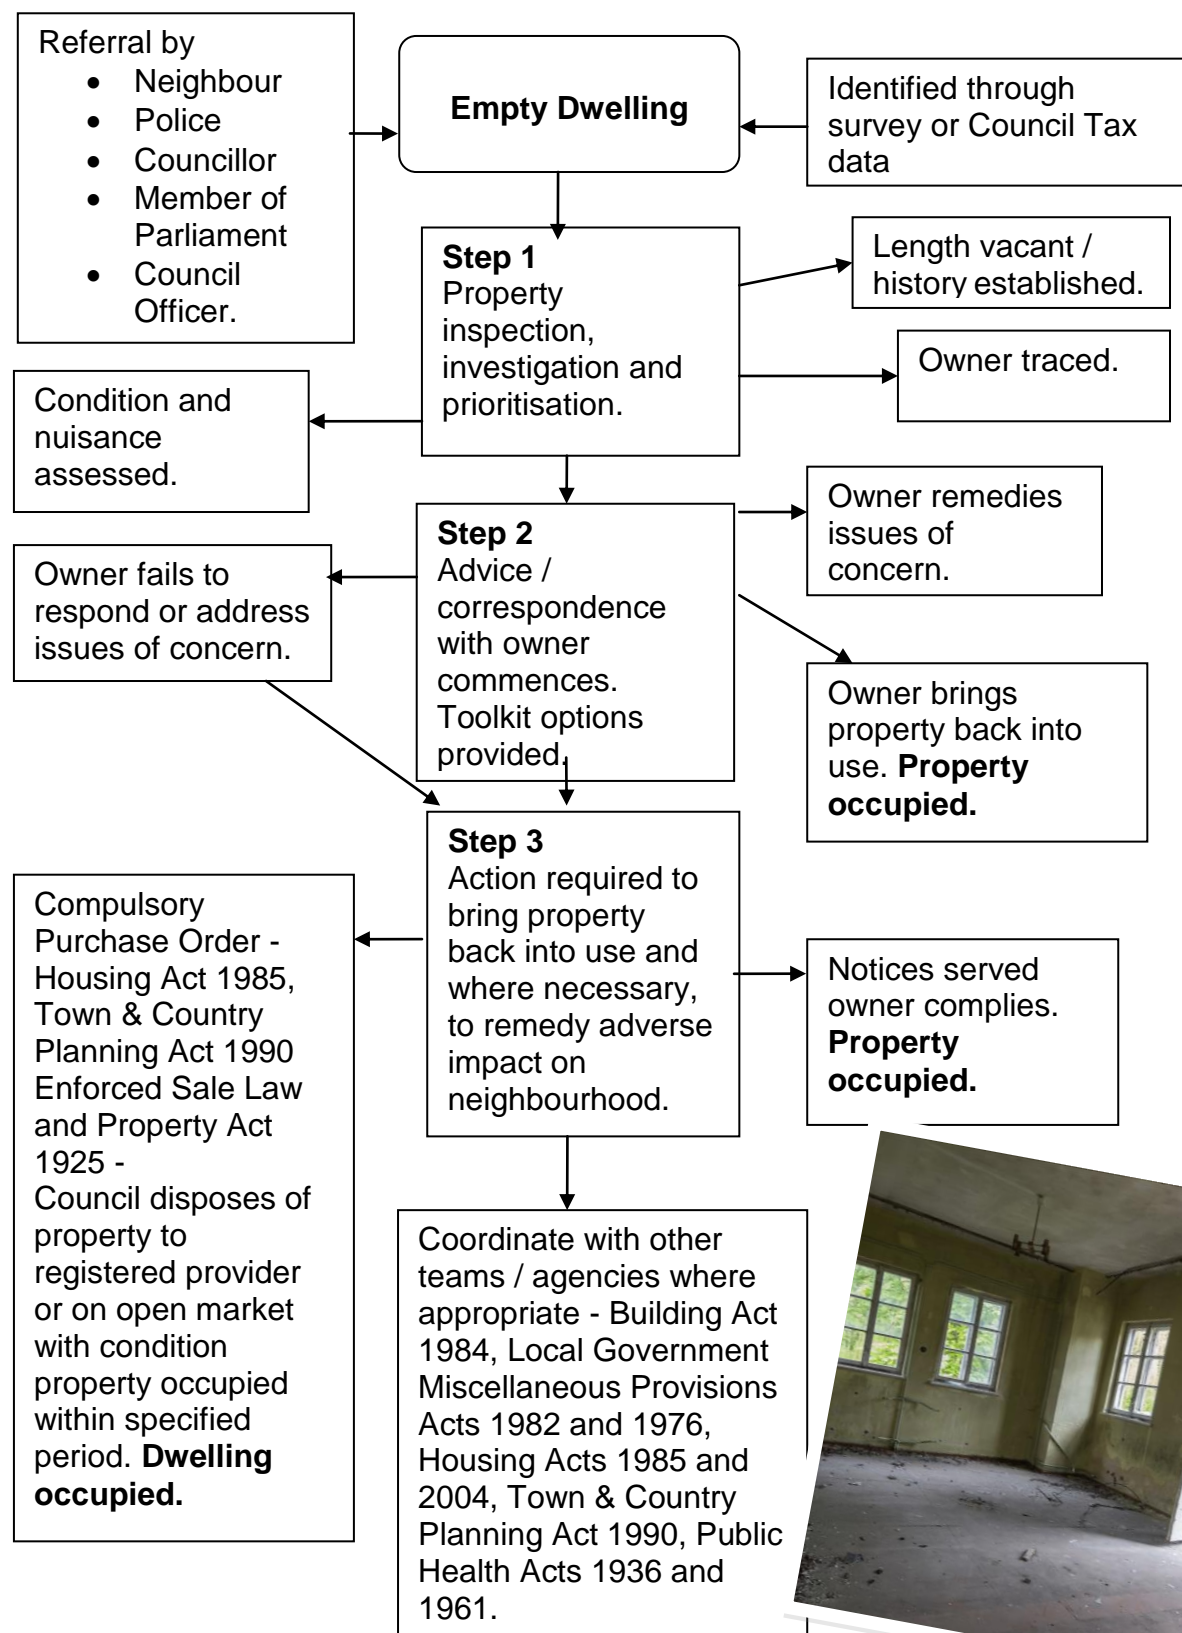 Referral by
• Neighbour
• Police
• Councillor
• Member of
Parliament
• Council
Officer.
Empty Dwelling
Identified through
survey or Council Tax
data
Step 1
Property
inspection,
investigation and
prioritisation.
Length vacant /
history established.
Owner traced.
Condition and
nuisance
assessed.
Step 2
Advice /
correspondence
with owner
commences.
Toolkit options
provided.
Owner remedies
issues of
concern.
Owner fails to
respond or address
issues of concern.
Owner brings
property back into
use. Property
occupied.
Step 3
Action required to
bring property
back into use and
where necessary,
to remedy adverse
impact on
neighbourhood.
Compulsory
Purchase Order -
Housing Act 1985,
Town & Country
Planning Act 1990
Enforced Sale Law
and Property Act
1925 -
Council disposes of
property to
registered provider
or on open market
with condition
property occupied
within specified
period. Dwelling
occupied.
Notices served
owner complies.
Property
occupied.
Coordinate with other
teams / agencies where
appropriate - Building Act
1984, Local Government
Miscellaneous Provisions
Acts 1982 and 1976,
Housing Acts 1985 and
2004, Town & Country
Planning Act 1990, Public
Health Acts 1936 and
1961.